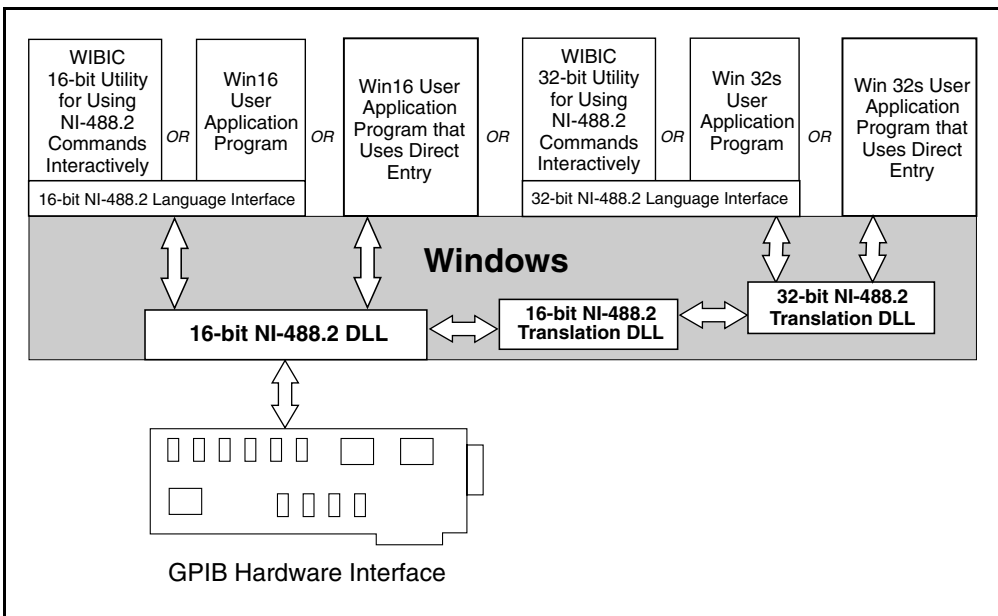 WIBIC
16-bit Utility
for Using
NI-488.2
Commands
Interactively
OR
Win16
User
Application
Program
OR
Win16 User
Application
Program that
Uses Direct
Entry
OR
WIBIC
32-bit Utility
for Using
NI-488.2
Commands
Interactively
OR
Win 32s
User
Application
Program
OR
Win 32s User
Application
Program that
Uses Direct
Entry
16-bit NI-488.2 Language Interface
32-bit NI-488.2 Language Interface
Windows
16-bit NI-488.2 DLL
16-bit NI-488.2
Translation DLL
32-bit NI-488.2
Translation DLL
GPIB Hardware Interface